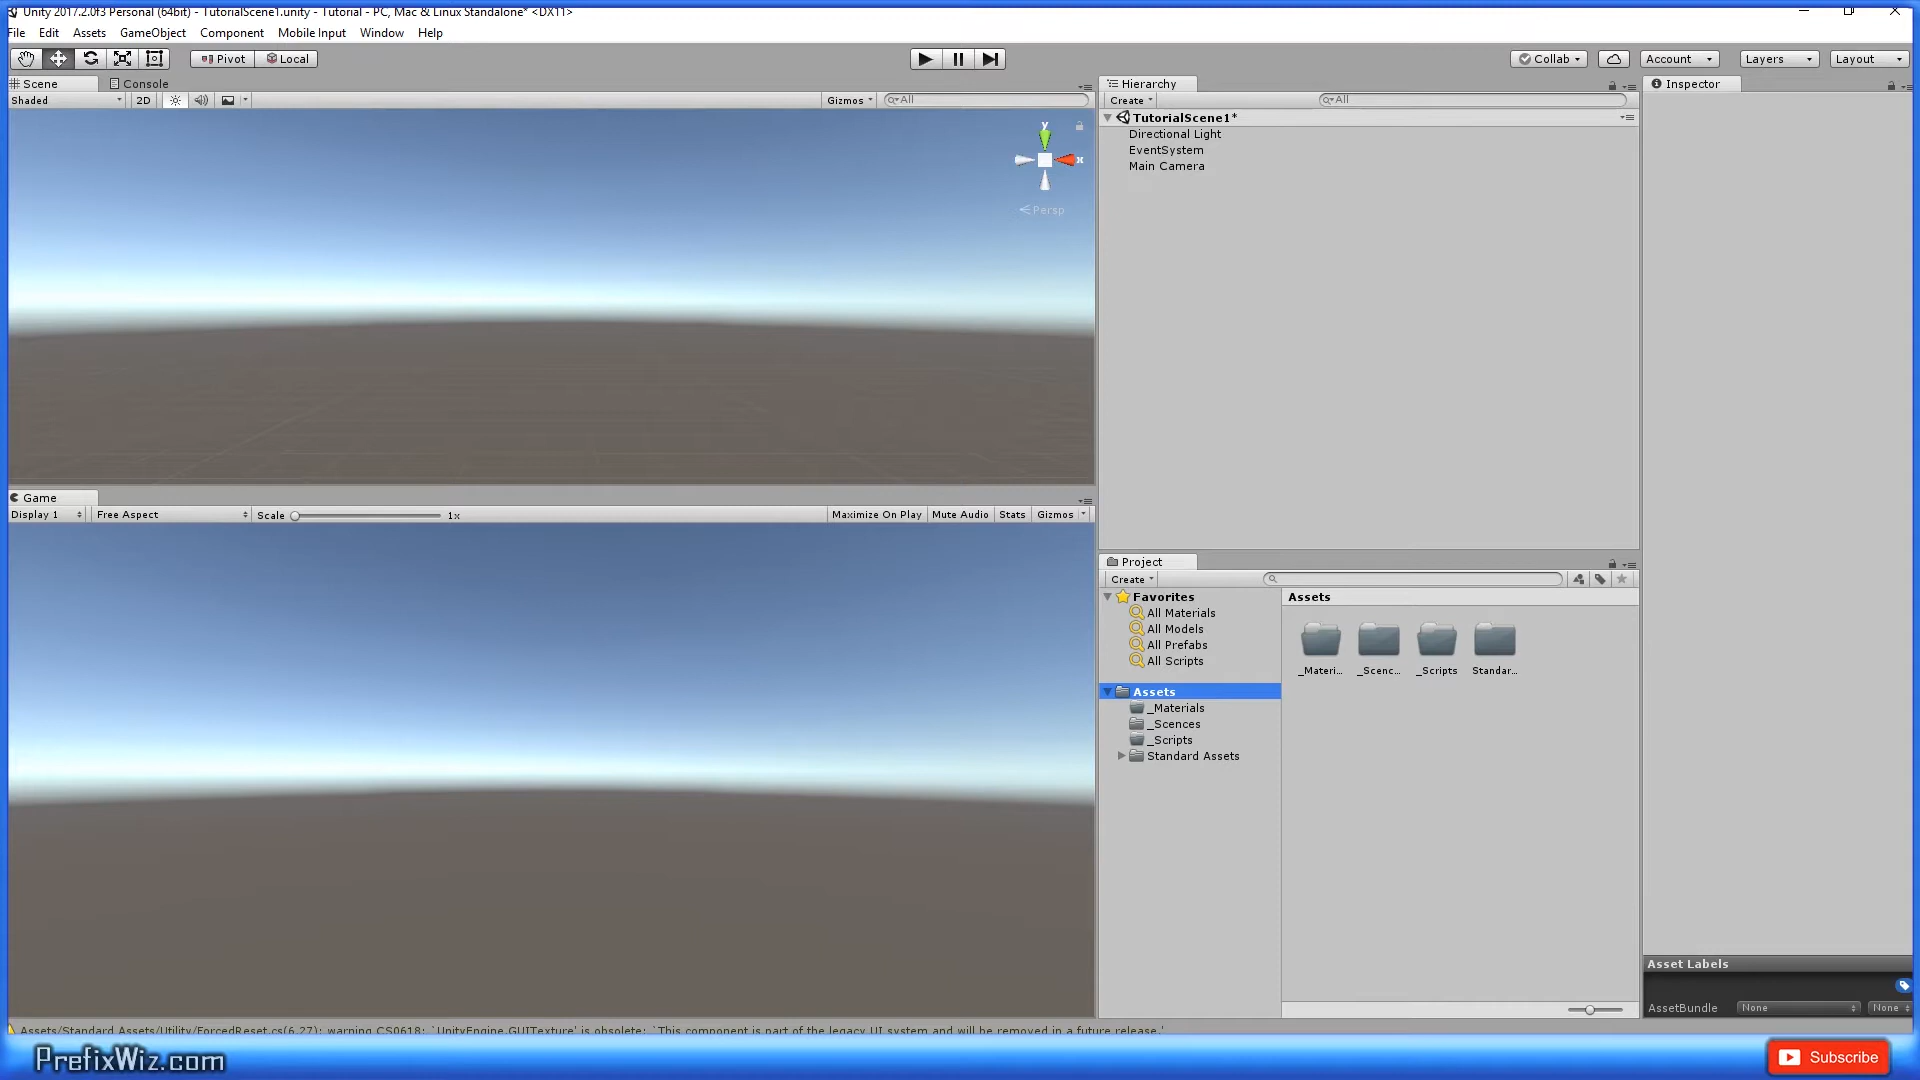 Unity 2017.2.0f3 Personal (64bit) - TutorialScene1.unity - Tutorial - PC, Mac & Linux Standalone* <DX11>
File Edit Assets GameObject Component Mobile Input Window Help
Pivot Local
Collab Account Layers Layout
Scene Console
Shaded 2D Gizmos All
y
x
Persp
Game
Display 1 Free Aspect Scale 1x Maximize On Play Mute Audio Stats Gizmos
Hierarchy
Create All
TutorialScene1*
Directional Light
EventSystem
Main Camera
Project
Create
Favorites
All Materials
All Models
All Prefabs
All Scripts
Assets
_Materials
_Scences
_Scripts
Standard Assets
Assets
_Materi... _Scenc... _Scripts Standar...
Inspector
Asset Labels
AssetBundle None None
Assets/Standard Assets/Utility/ForcedReset.cs(6,27): warning CS0618: `UnityEngine.GUITexture' is obsolete: `This component is part of the legacy UI system and will be removed in a future release.'
PrefixWiz.com
Subscribe